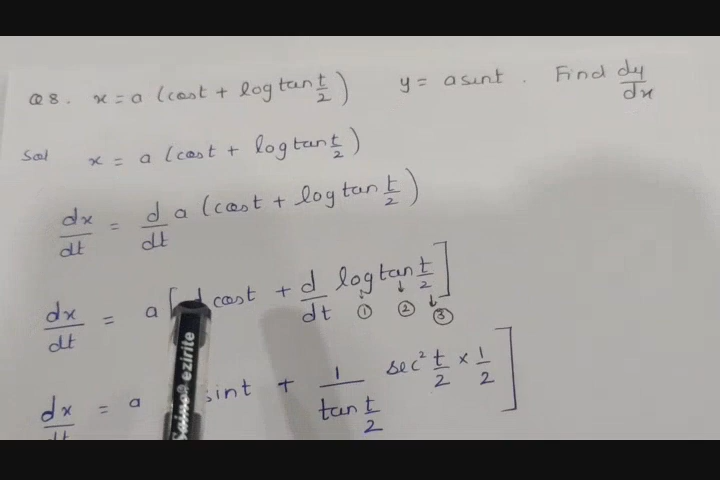 Q8. x = a (cost + log tan t/2) y = a sint. Find dy/dx
Sol x = a (cost + log tan t/2)
dx/dt = d/dt a (cost + log tan t/2)
dx/dt = a [ d cost + d/dt log tan t/2 ]
① ② ③
dx/dt = a sint + 1/tan t/2 sec² t/2 × 1/2 ]
Saino ezirite